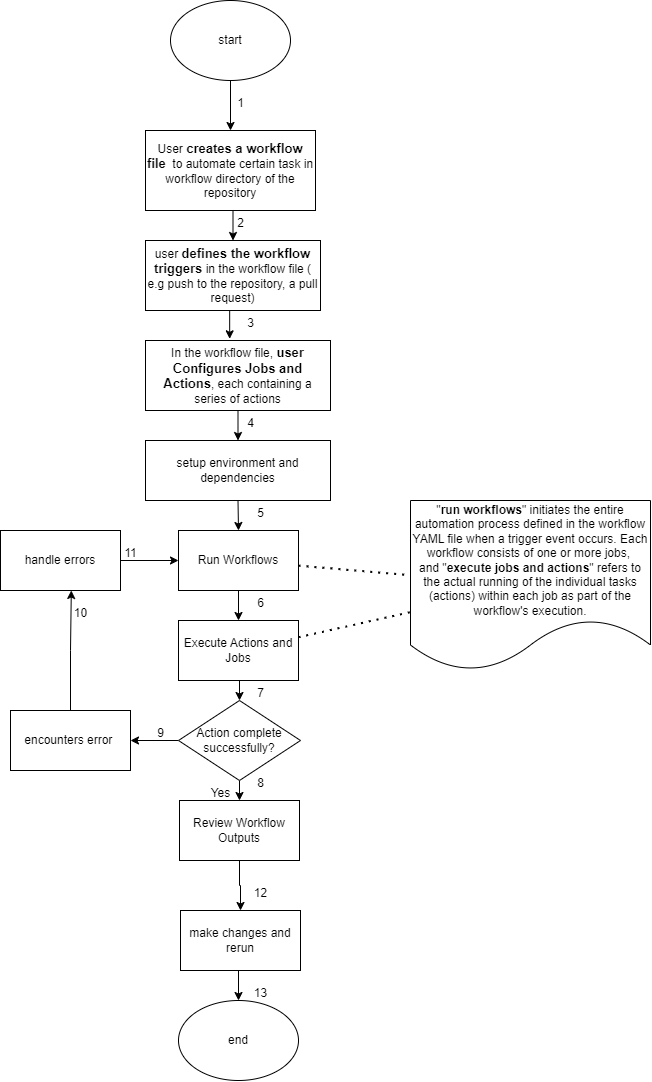 start
1
User creates a workflow
file to automate certain task in
workflow directory of the
repository
2
user defines the workflow
triggers in the workflow file (
e.g push to the repository, a pull
request)
3
In the workflow file, user
Configures Jobs and
Actions, each containing a
series of actions
4
setup environment and
dependencies
5
"run workflows" initiates the entire
automation process defined in the workflow
YAML file when a trigger event occurs. Each
workflow consists of one or more jobs,
and "execute jobs and actions" refers to
the actual running of the individual tasks
(actions) within each job as part of the
workflow's execution.
handle errors
11
Run Workflows
10
6
Execute Actions and
Jobs
7
encounters error
9
Action complete
successfully?
8
Yes
Review Workflow
Outputs
12
make changes and
rerun
13
end